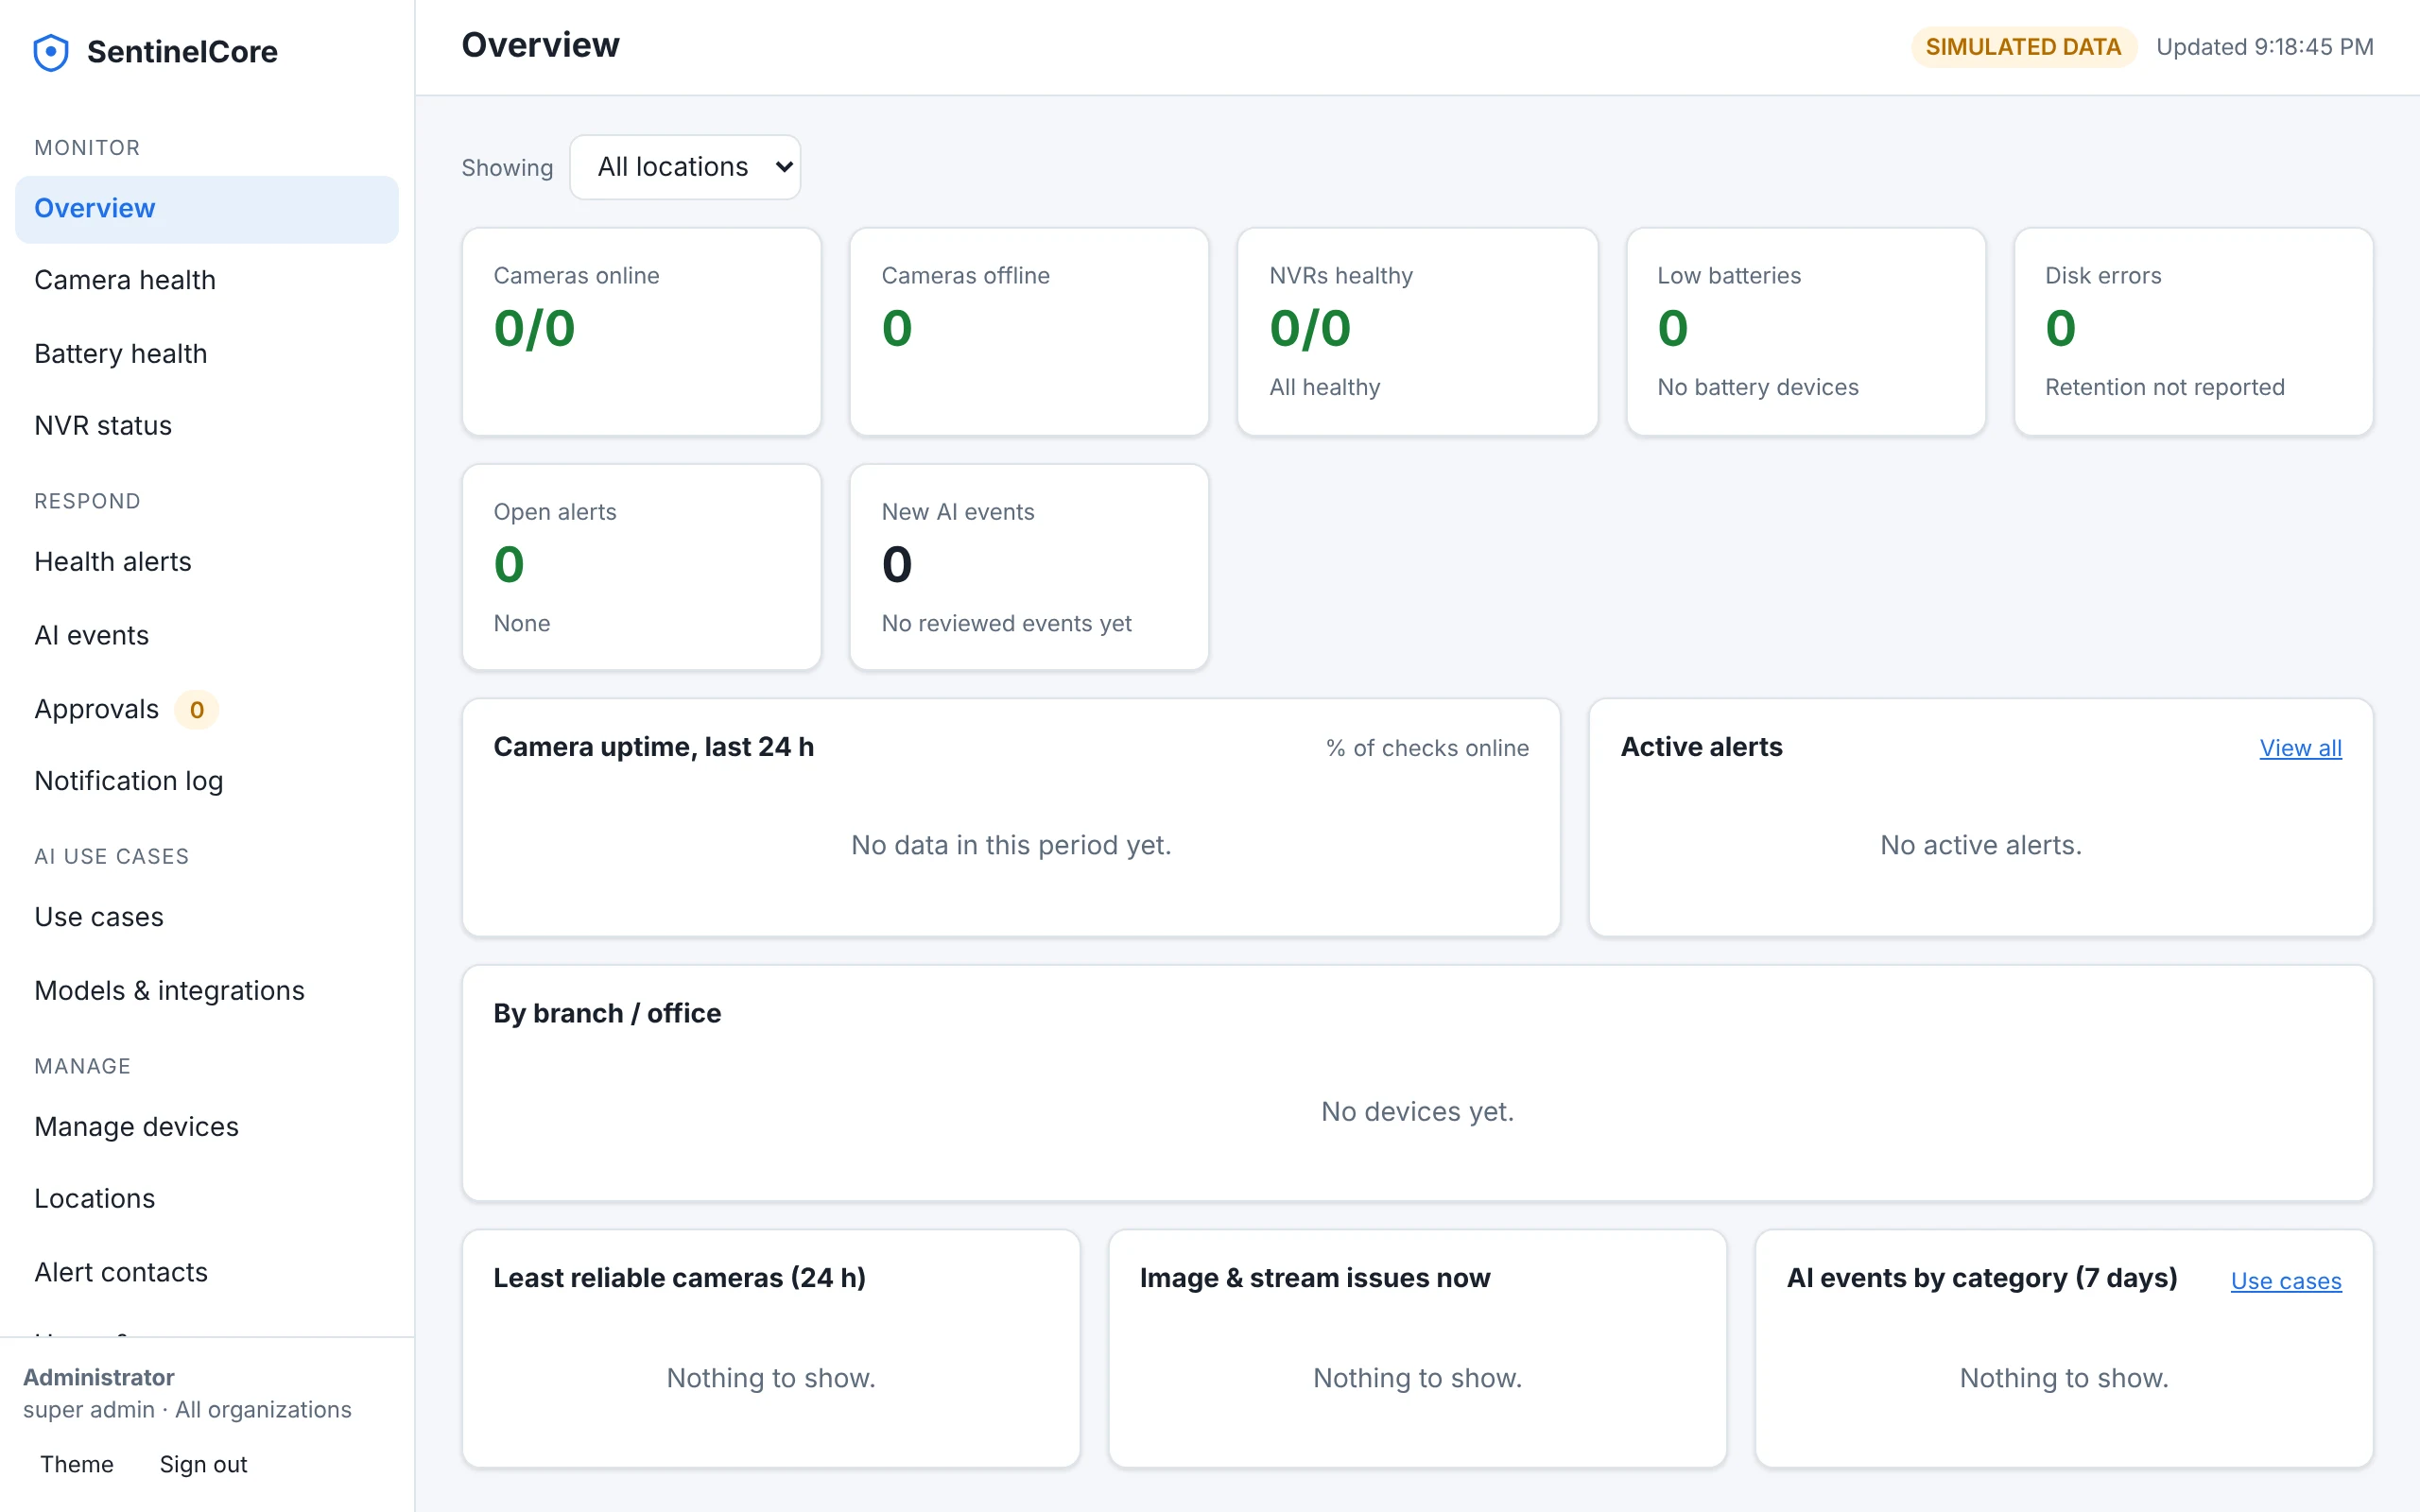 SentinelCore
MONITOR
Overview
Camera health
Battery health
NVR status
RESPOND
Health alerts
AI events
Approvals 0
Notification log
AI USE CASES
Use cases
Models & integrations
MANAGE
Manage devices
Locations
Alert contacts
Administrator
super admin · All organizations
Theme Sign out
Overview
SIMULATED DATA Updated 9:18:45 PM
Showing All locations
Cameras online
0/0
Cameras offline
0
NVRs healthy
0/0
All healthy
Low batteries
0
No battery devices
Disk errors
0
Retention not reported
Open alerts
0
None
New AI events
0
No reviewed events yet
Camera uptime, last 24 h % of checks online
No data in this period yet.
Active alerts View all
No active alerts.
By branch / office
No devices yet.
Least reliable cameras (24 h)
Nothing to show.
Image & stream issues now
Nothing to show.
AI events by category (7 days) Use cases
Nothing to show.